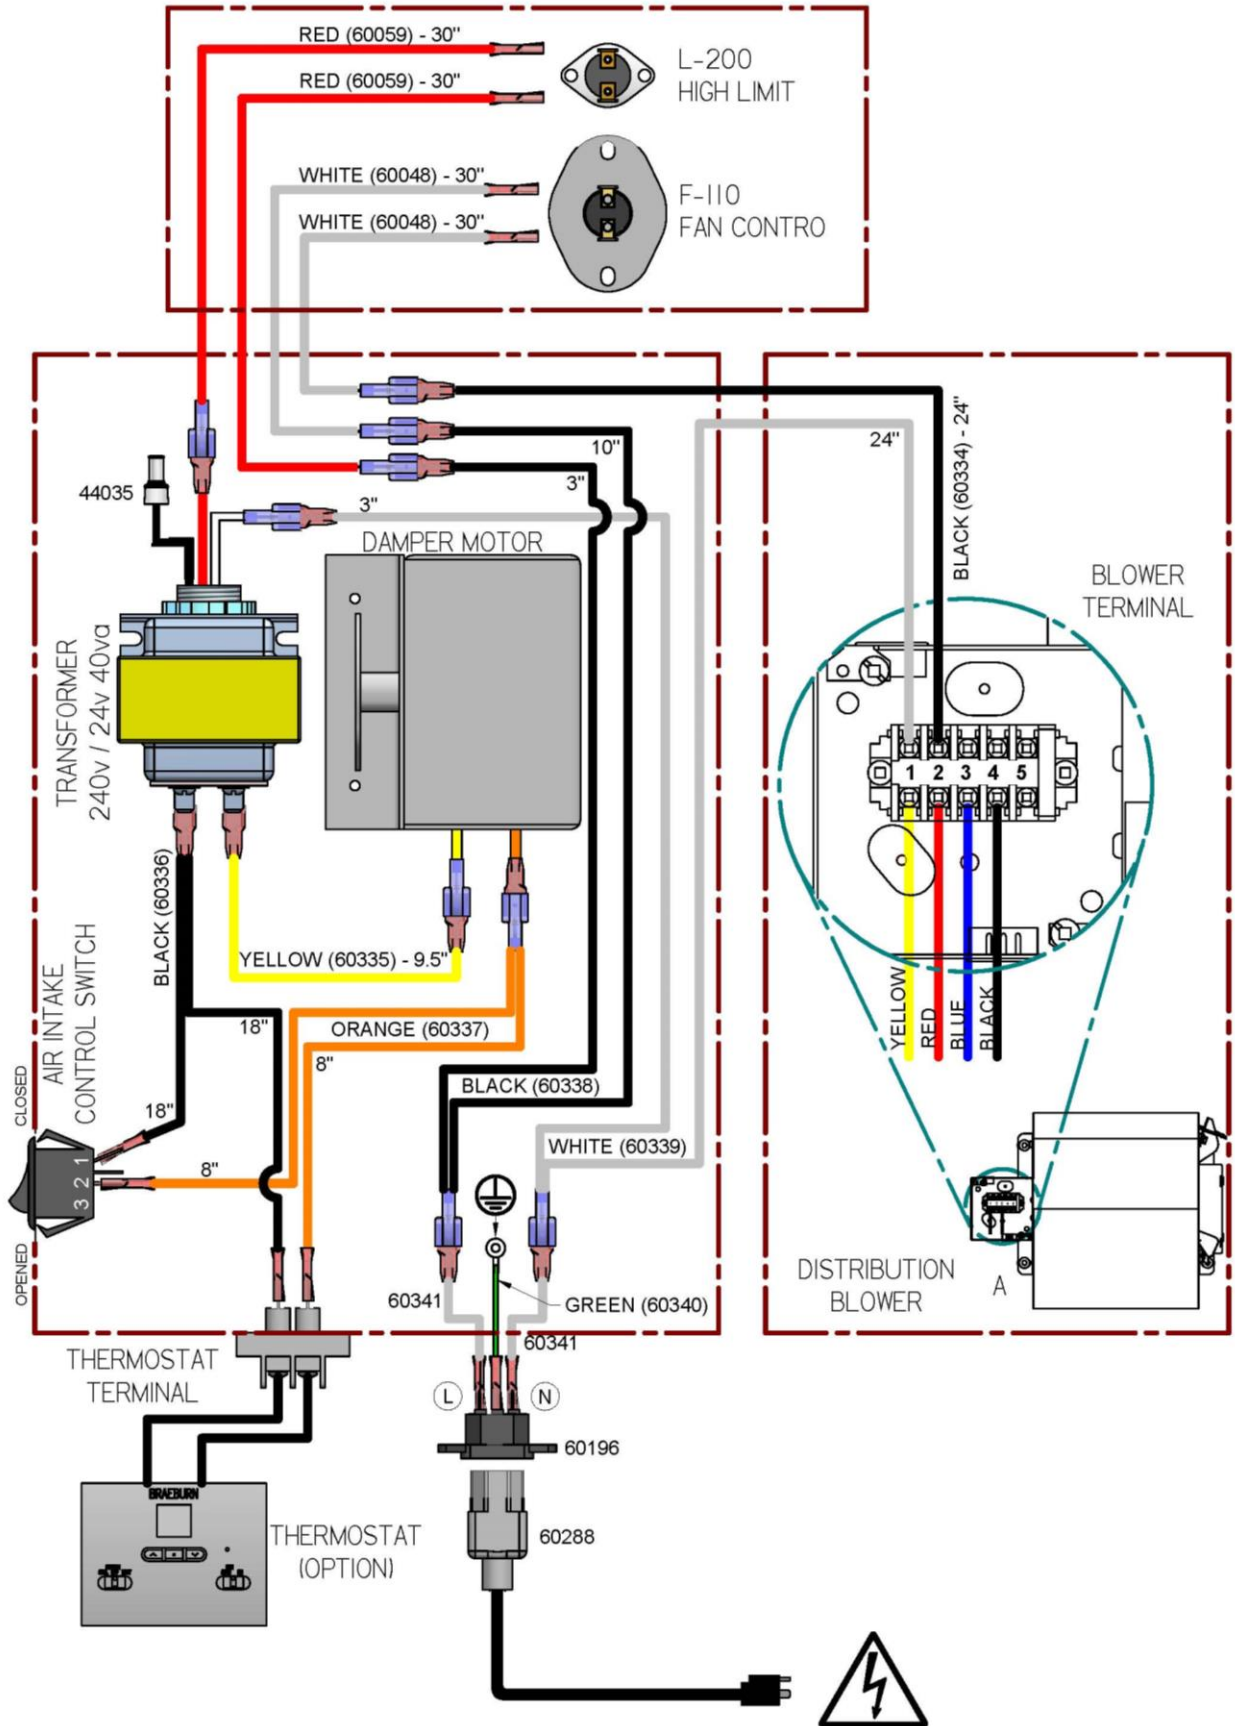 RED (60059) - 30"
RED (60059) - 30"
L-200
HIGH LIMIT
WHITE (60048) - 30"
WHITE (60048) - 30"
F-110
FAN CONTRO
10"
3"
44035
3"
24"
BLACK (60334) - 24"
DAMPER MOTOR
TRANSFORMER
240v / 24v 40va
BLOWER
TERMINAL
1 2 3 4 5
YELLOW
RED
BLUE
BLACK
BLACK (60336)
YELLOW (60335) - 9.5"
18"
ORANGE (60337)
8"
AIR INTAKE
CONTROL SWITCH
CLOSED
OPENED
18"
8"
3 2 1
BLACK (60338)
WHITE (60339)
60341
GREEN (60340)
60341
L
N
60196
60288
THERMOSTAT
TERMINAL
BRAEBURN
THERMOSTAT
(OPTION)
DISTRIBUTION
BLOWER
A